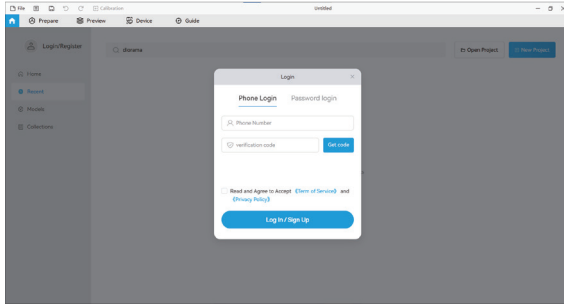 File Calibration Untitled
Prepare Preview Device Guide
Login/Register
diorama
Open Project
New Project
Home
Recent
Models
Collections
Login
Phone Login Password login
Phone Number
verification code Get code
Read and Agree to Accept 《Term of Service》 and
《Privacy Policy》
Log In / Sign Up